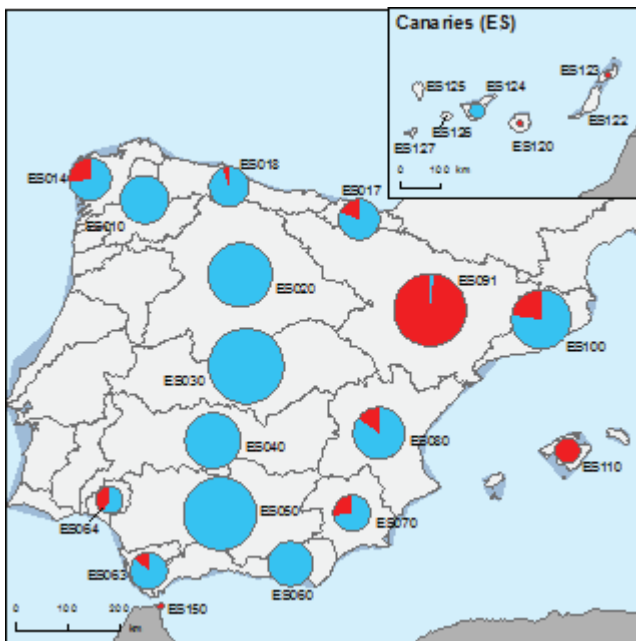 Canaries (ES)
ES123
ES125
ES124
ES126
ES122
ES127
ES120
0 100 km
ES014
ES018
ES017
ES010
ES020
ES091
ES100
ES030
ES040
ES080
ES110
ES050
ES064
ES070
ES063
ES060
ES150
0 100 200
km